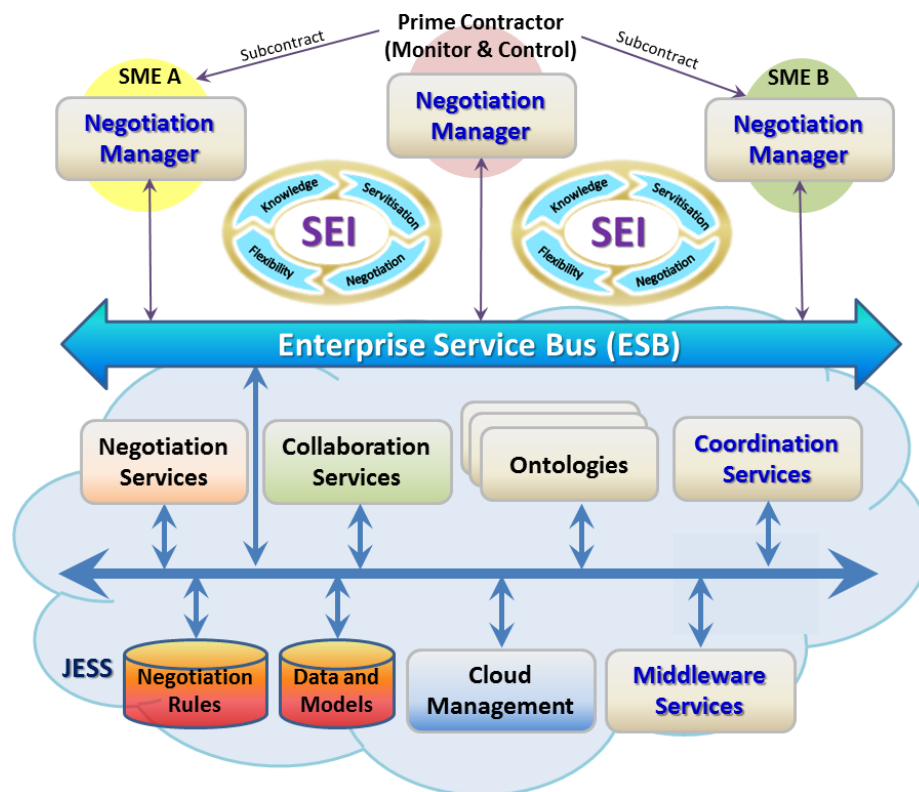 Prime Contractor
(Monitor & Control)
Subcontract
Subcontract
SME A
SME B
Negotiation
Manager
Negotiation
Manager
Negotiation
Manager
Knowledge
Servitisation
SEI
Flexibility
Negotiation
Knowledge
Servitisation
SEI
Flexibility
Negotiation
Enterprise Service Bus (ESB)
Negotiation
Services
Collaboration
Services
Ontologies
Coordination
Services
JESS
Negotiation
Rules
Data and
Models
Cloud
Management
Middleware
Services